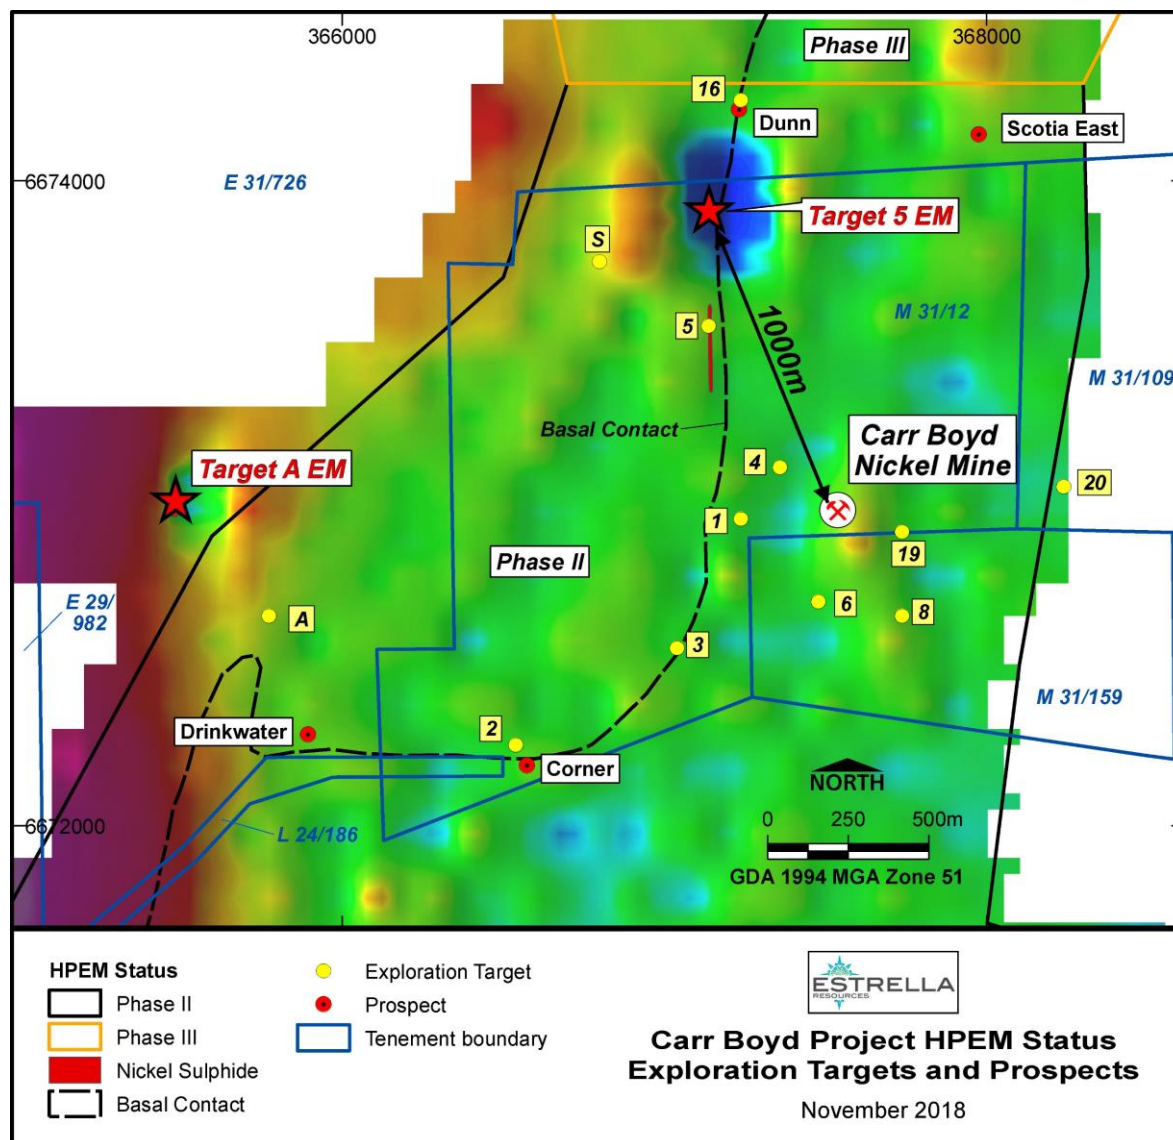 366000
368000
Phase III
16
Dunn
Scotia East
6674000
E 31/726
Target 5 EM
S
5
M 31/12
1000m
M 31/109
Basal Contact
Carr Boyd
Nickel Mine
Target A EM
4
20
1
19
Phase II
E 29/
982
A
6
8
3
M 31/159
Drinkwater
2
Corner
NORTH
6672000
L 24/186
0 250 500m
GDA 1994 MGA Zone 51
HPEM Status
Phase II
Phase III
Nickel Sulphide
Basal Contact
Exploration Target
Prospect
Tenement boundary
ESTRELLA
RESOURCES
Carr Boyd Project HPEM Status
Exploration Targets and Prospects
November 2018